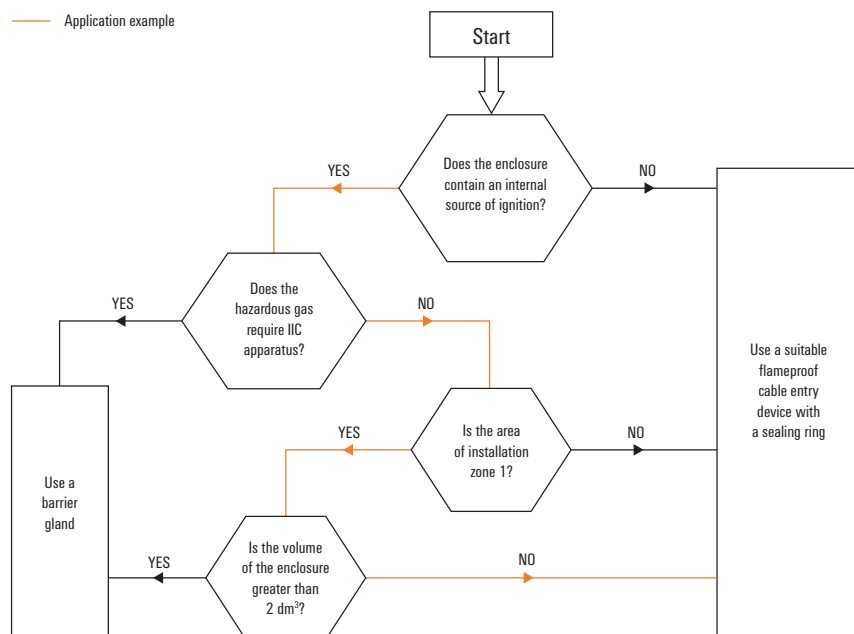 Application example
Start
Does the enclosure
contain an internal
source of ignition?
YES
NO
Does the
hazardous gas
require IIC
apparatus?
YES
NO
Is the area
of installation
zone 1?
YES
NO
Use a suitable
flameproof
cable entry
device with
a sealing ring
Use a
barrier
gland
Is the volume
of the enclosure
greater than
2 dm³?
YES
NO